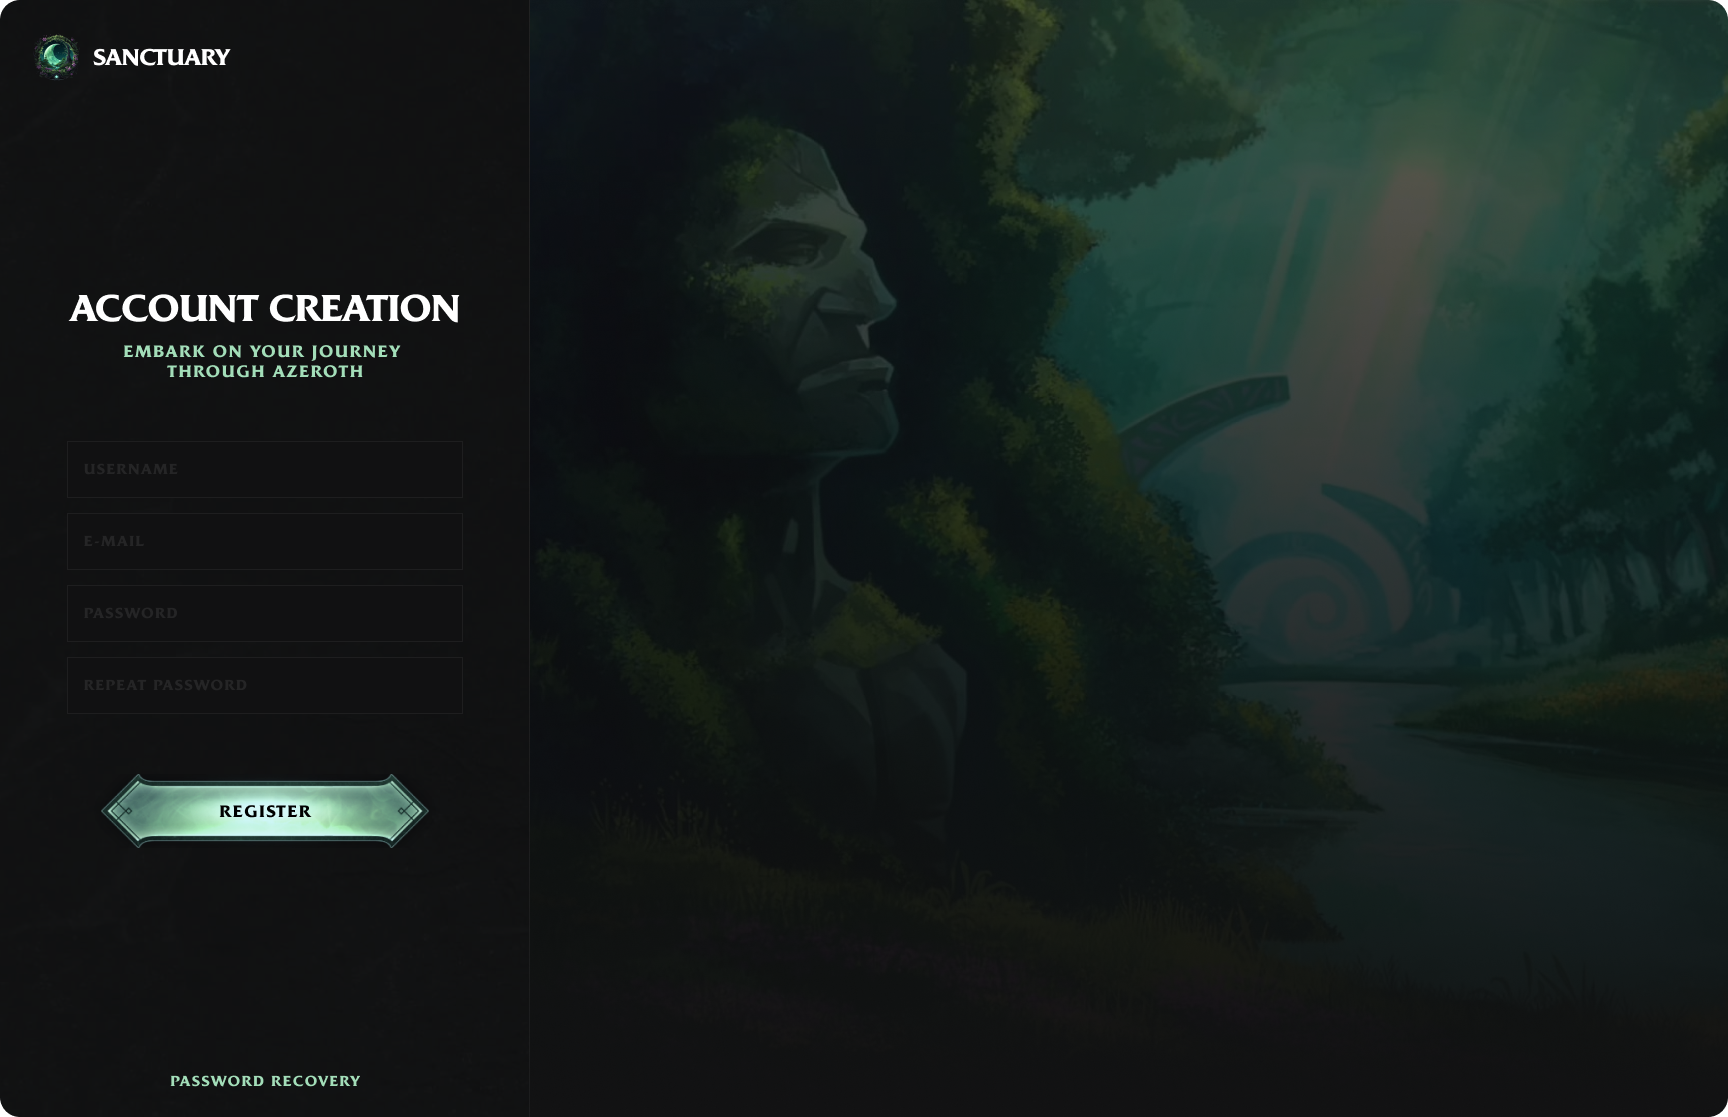 SANCTUARY
ACCOUNT CREATION
EMBARK ON YOUR JOURNEY
THROUGH AZEROTH
USERNAME
E-MAIL
PASSWORD
REPEAT PASSWORD
REGISTER
PASSWORD RECOVERY